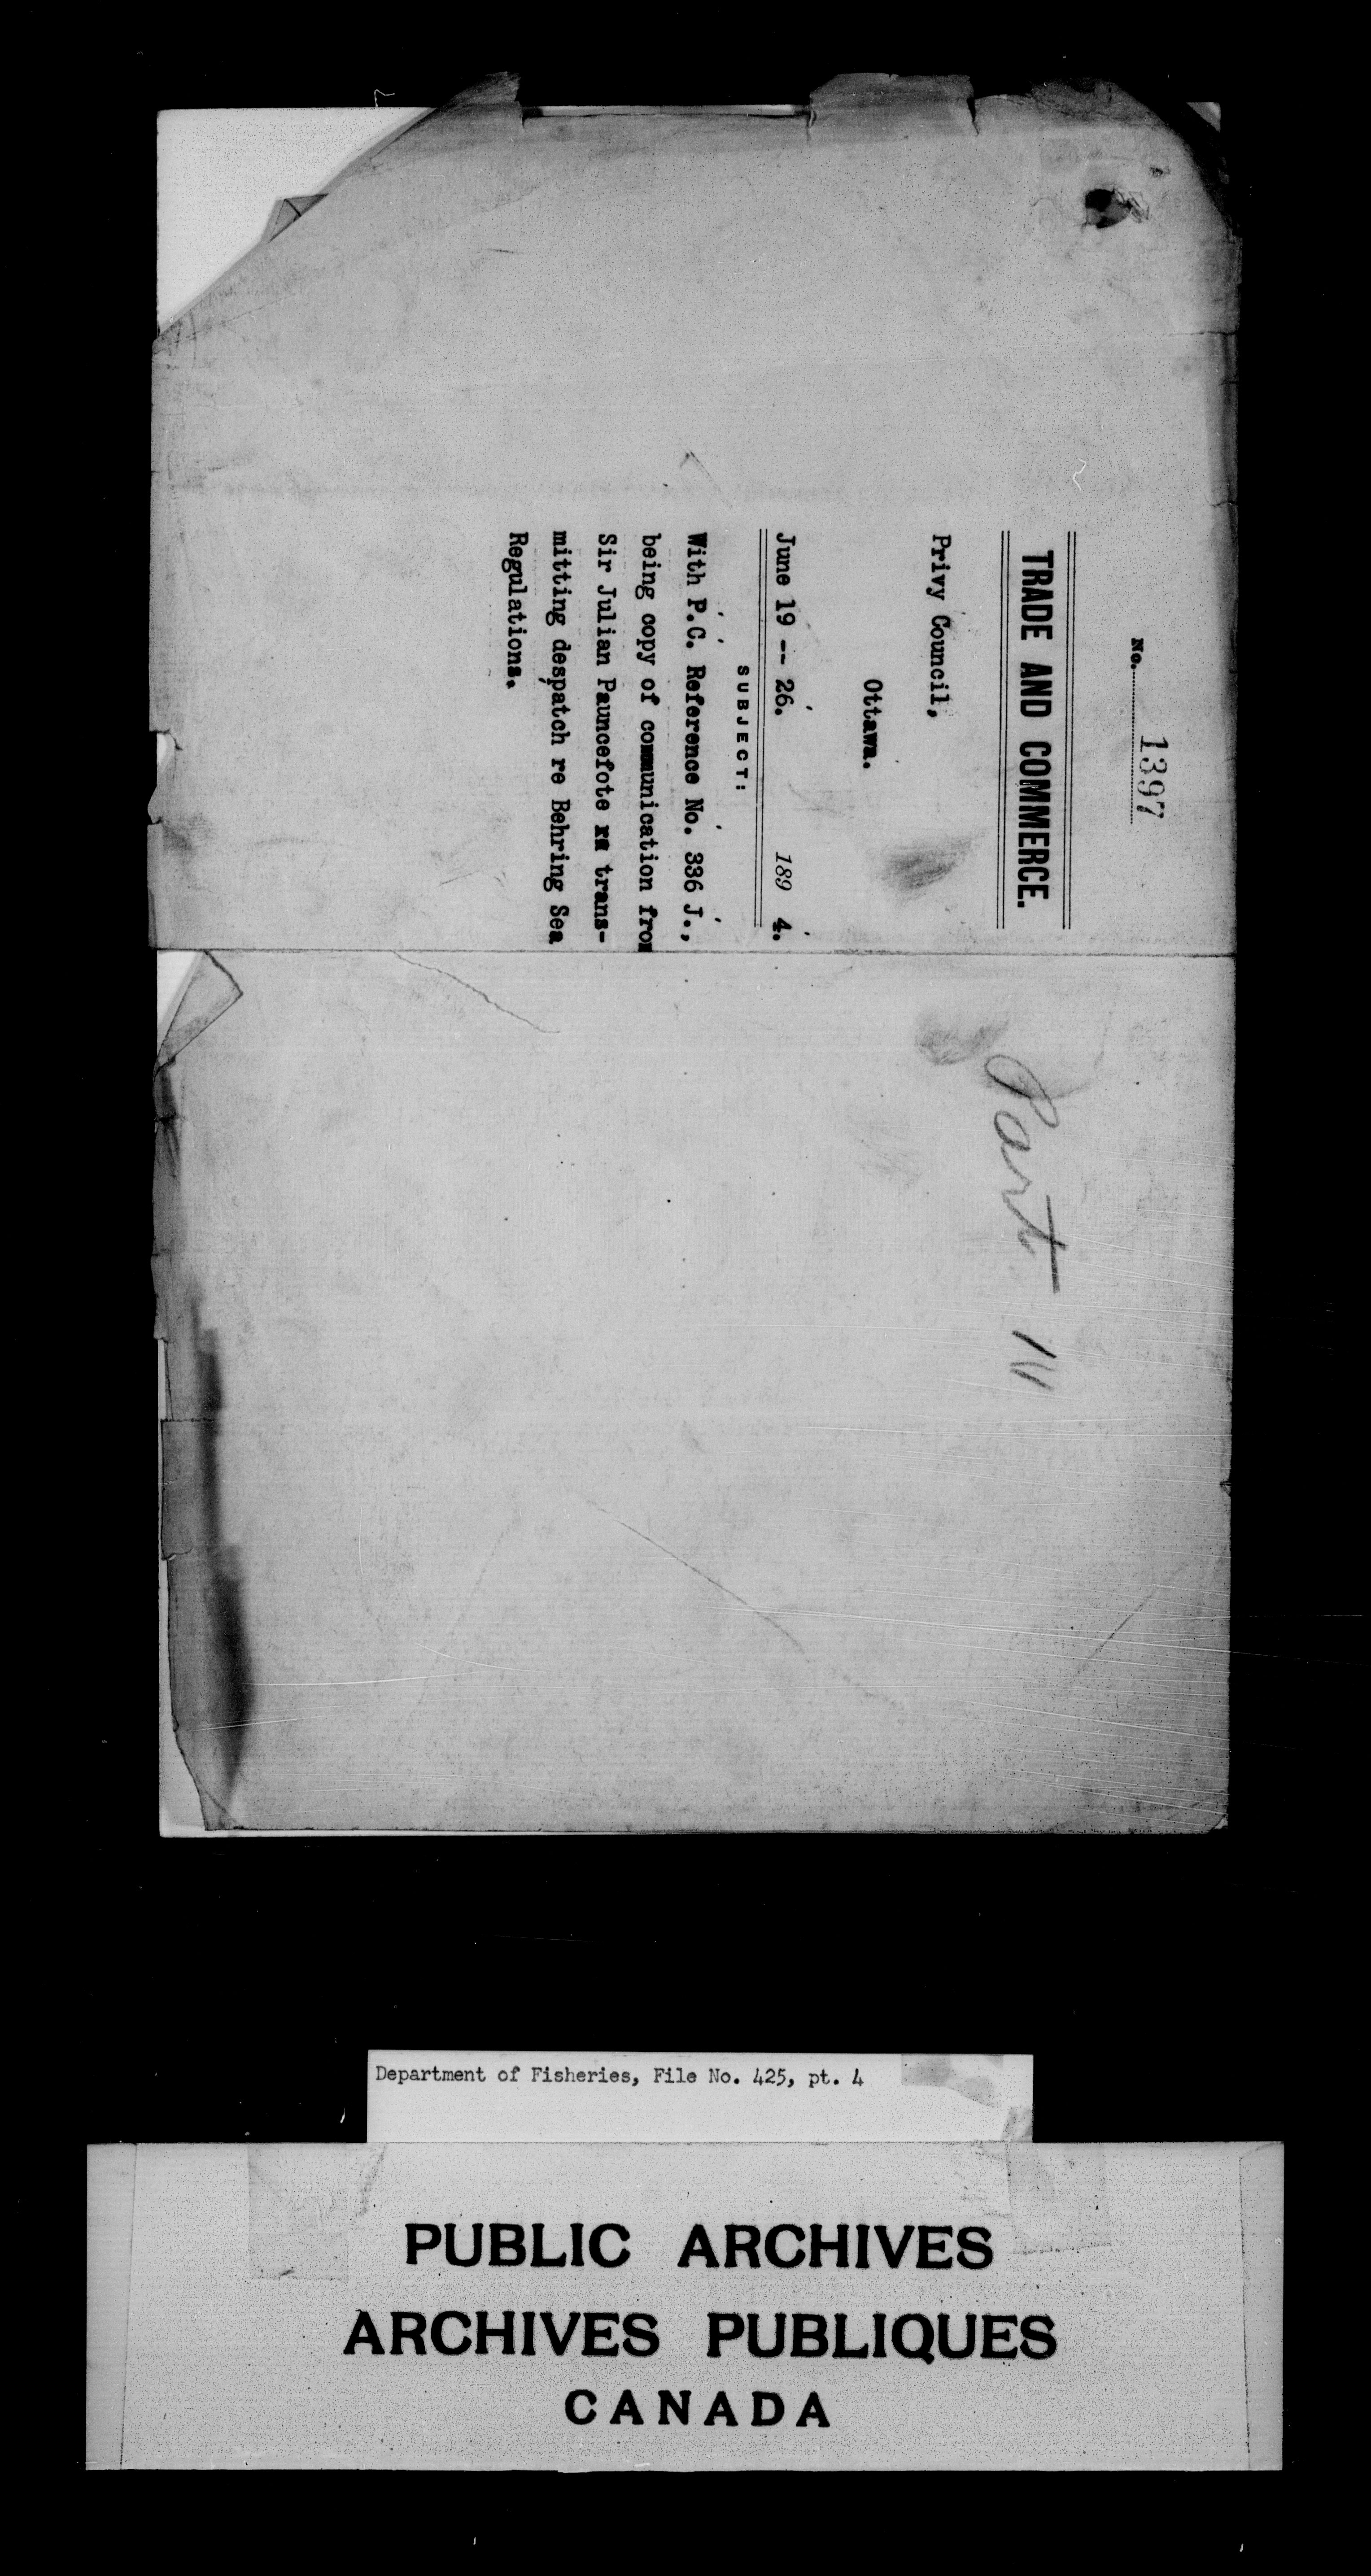 No. 1397
TRADE AND COMMERCE.
Privy Council,
Ottawa.
June 19 -- 26. 189 4.
SUBJECT:
With P.C. Reference No. 336 J.,
being copy of communication from
Sir Julian Pauncefote re trans-
mitting despatch re Behring Sea
Regulations.
Part
Department of Fisheries, File No. 425, pt. 4
PUBLIC ARCHIVES
ARCHIVES PUBLIQUES
CANADA